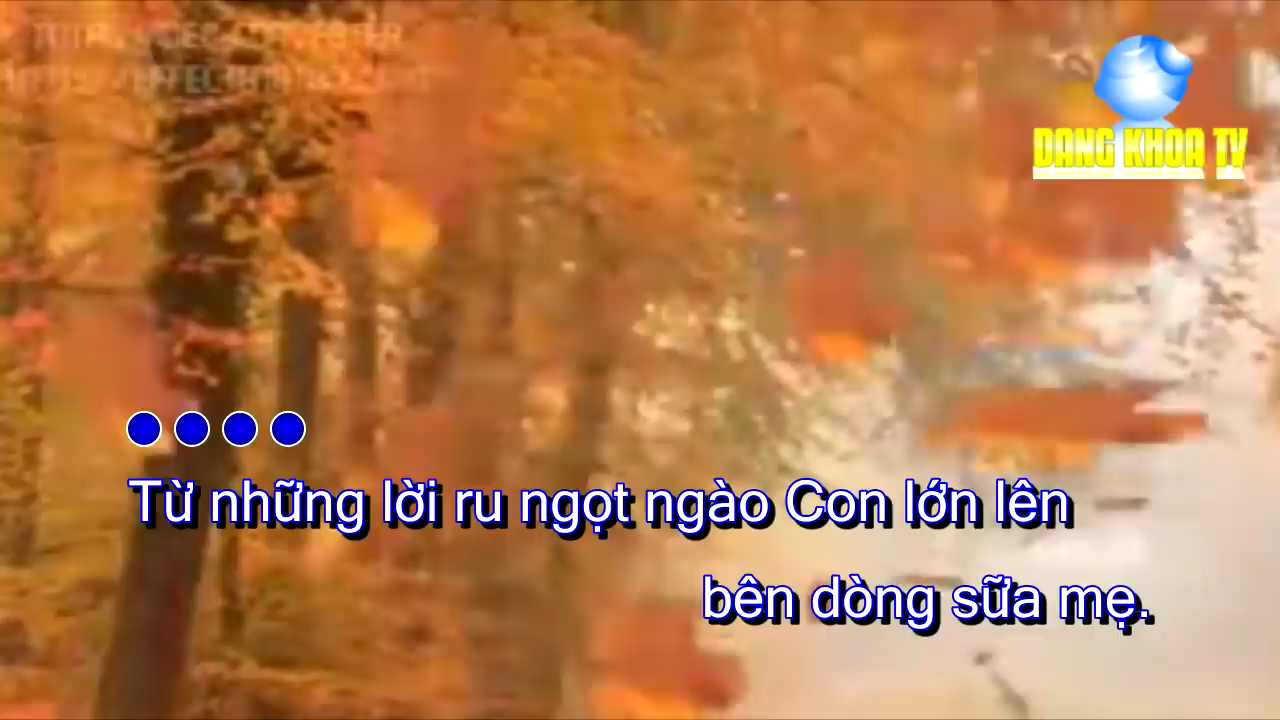 DANG KHOA TV
Từ những lời ru ngọt ngào Con lớn lên
bên dòng sữa mẹ.